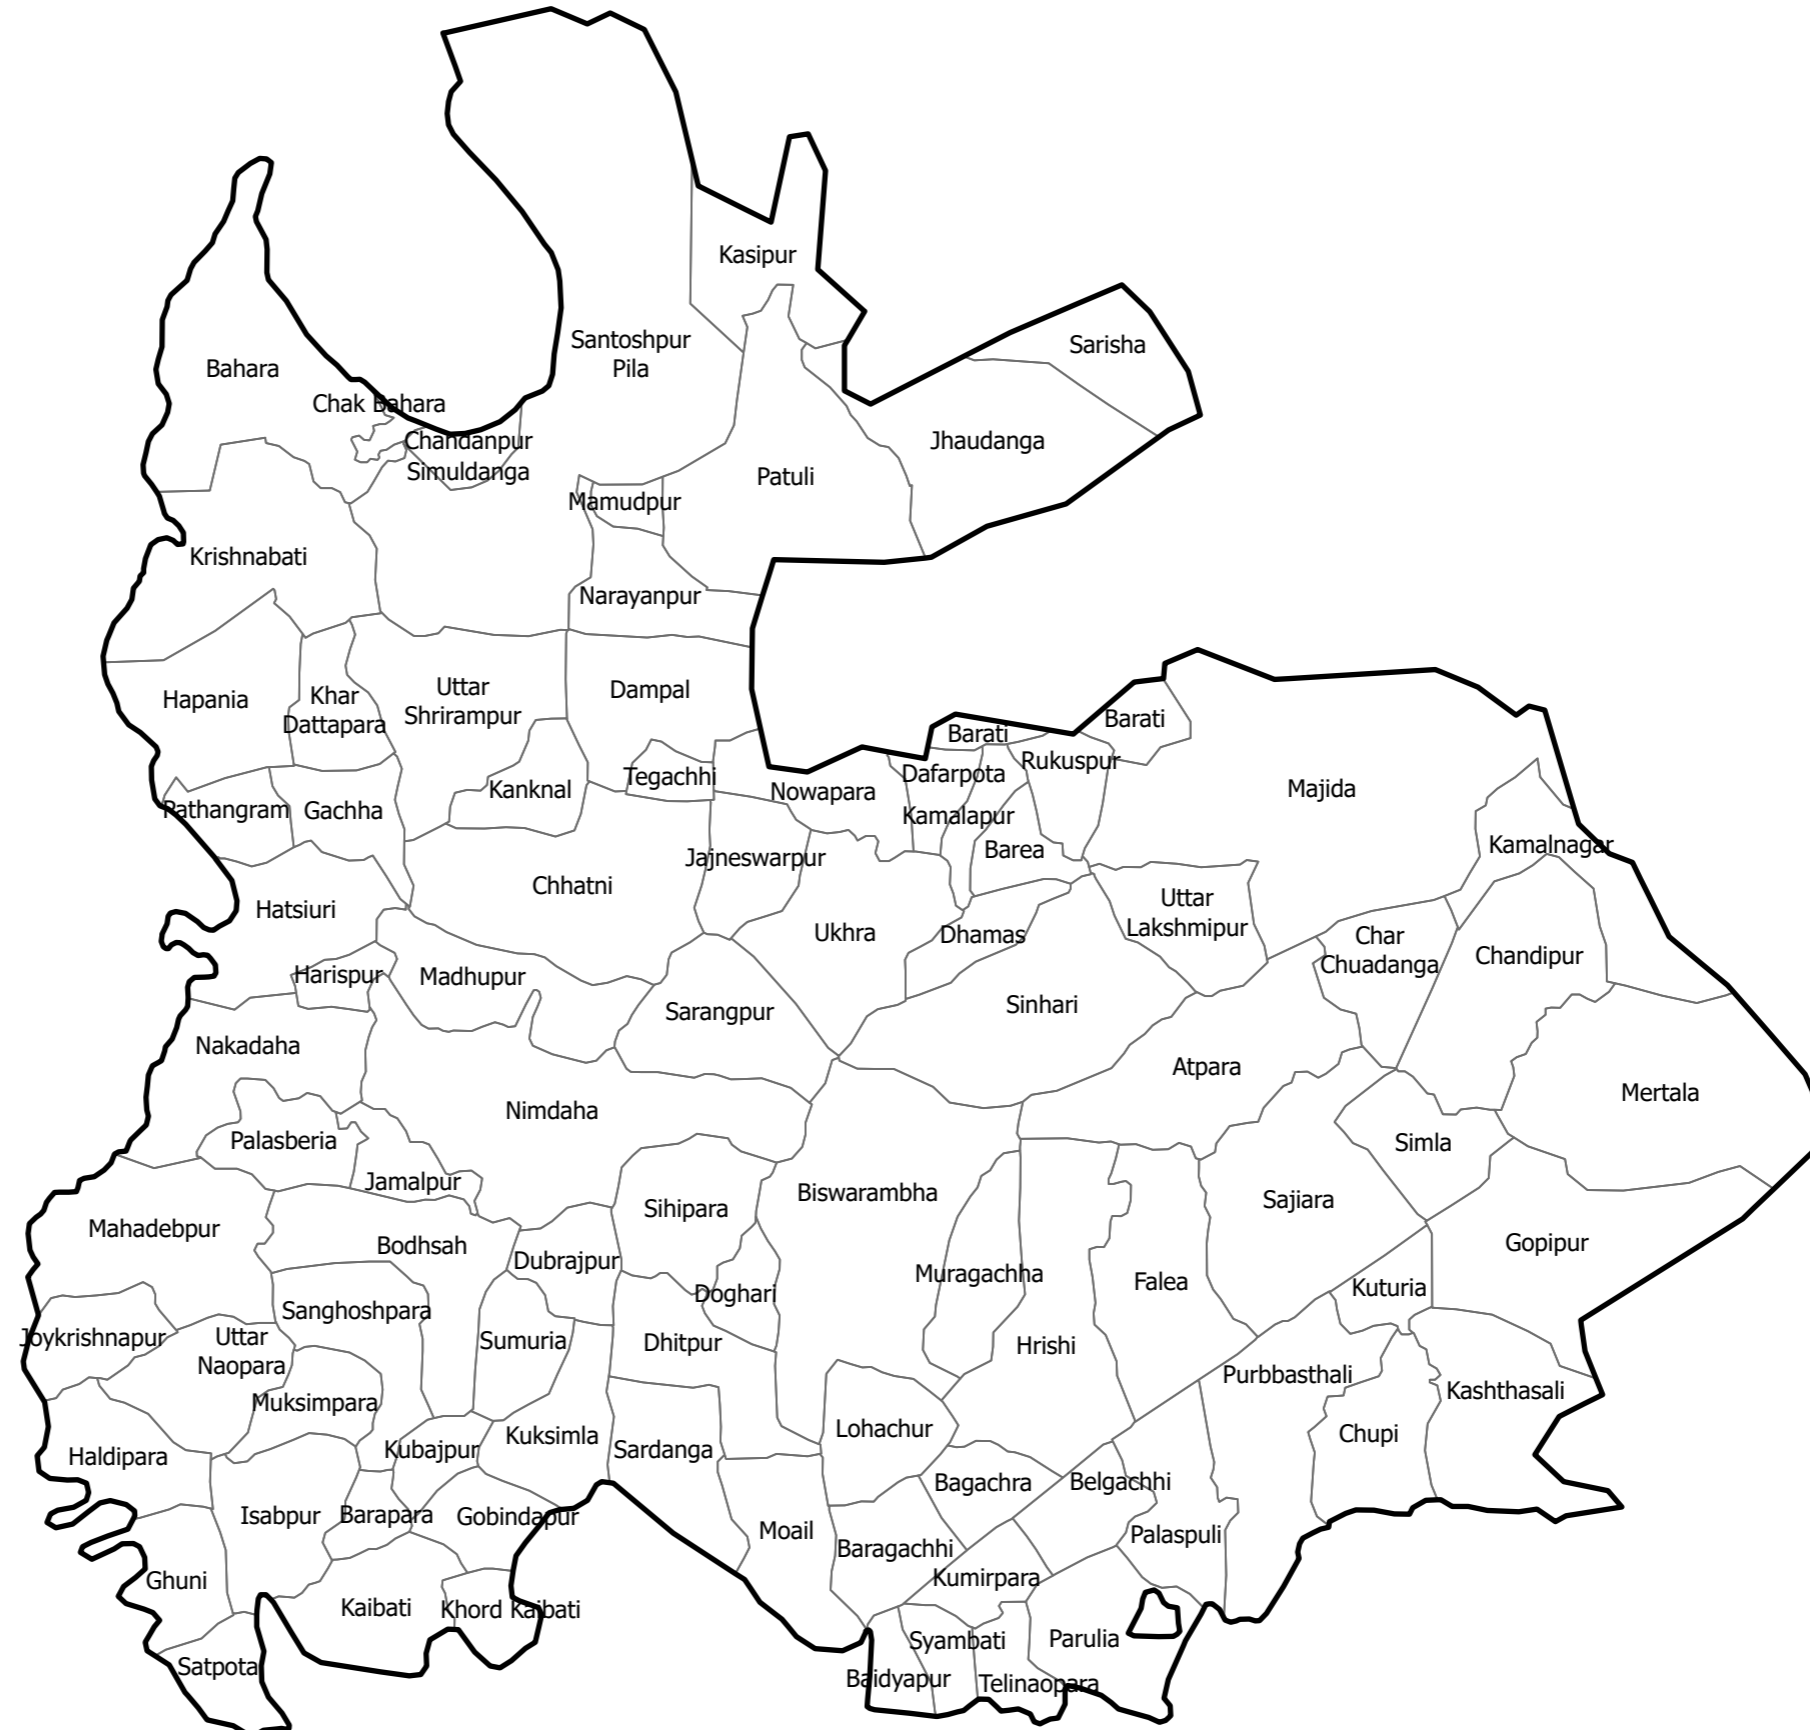 Kasipur
Santoshpur
Pila
Sarisha
Bahara
Chak Bahara
Chandanpur
Simuldanga
Jhaudanga
Patuli
Mamudpur
Krishnabati
Narayanpur
Hapania
Khar
Dattapara
Uttar
Shrirampur
Dampal
Barati
Barati
Rukuspur
Dafarpota
Tegachhi
Kanknal
Nowapara
Majida
Pathangram
Gachha
Kamalapur
Kamalnagar
Barea
Jajneswarpur
Chhatni
Uttar
Lakshmipur
Hatsiuri
Ukhra
Dhamas
Char
Chuadanga
Chandipur
Harispur
Madhupur
Sarangpur
Sinhari
Nakadaha
Atpara
Mertala
Nimdaha
Palasberia
Simla
Jamalpur
Biswarambha
Sajiara
Sihipara
Mahadebpur
Bodhsah
Gopipur
Dubrajpur
Muragachha
Falea
Kuturia
Doghari
Sanghoshpara
Joykrishnapur
Uttar
Naopara
Sumuria
Dhitpur
Hrishi
Purbbasthali
Kashthasali
Muksimpara
Lohachur
Chupi
Haldipara
Kubajpur
Kuksimla
Sardanga
Bagachra
Belgachhi
Isabpur
Barapara
Gobindapur
Moail
Palaspuli
Baragachhi
Ghuni
Kumirpara
Kaibati
Khord Kaibati
Syambati
Parulia
Satpota
Baidyapur
Telinaopara